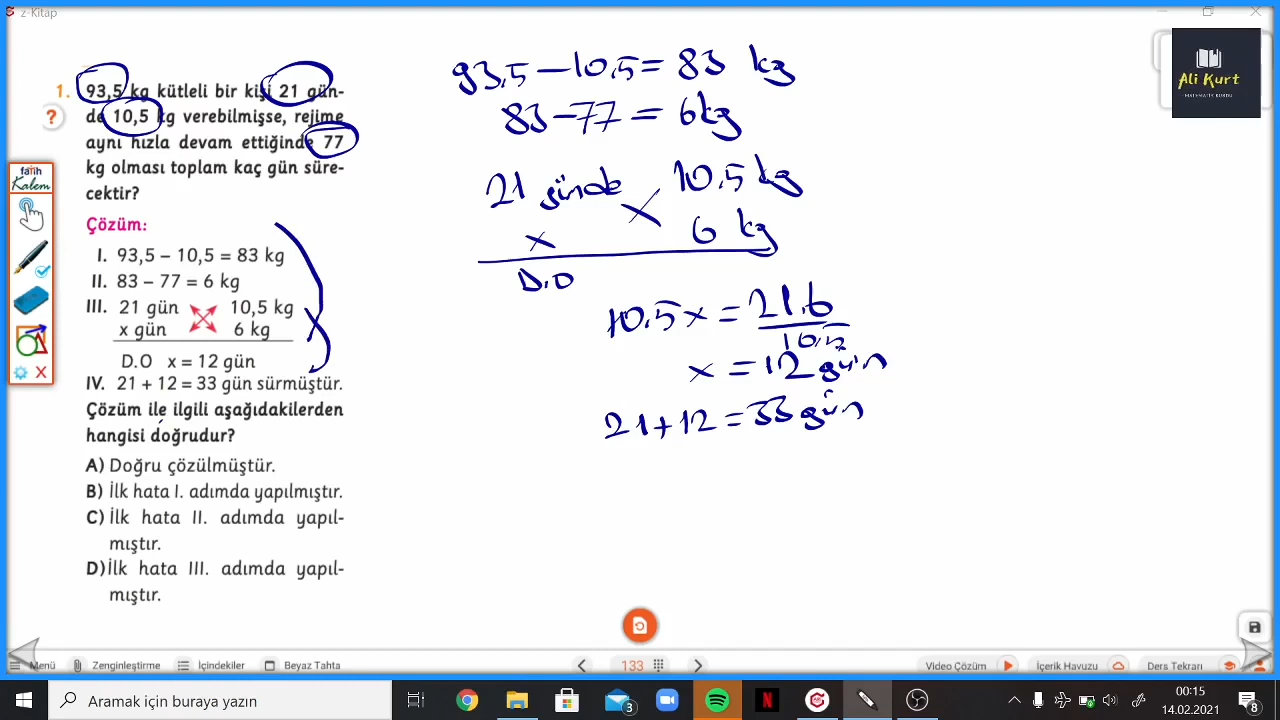 z-Kitap
1. 93,5 kg kütleli bir kişi 21 gün-
de 10,5 kg verebilmişse, rejime
aynı hızla devam ettiğinde 77
kg olması toplam kaç gün süre-
cektir?
Çözüm:
I. 93,5 – 10,5 = 83 kg
II. 83 – 77 = 6 kg
III. 21 gün 10,5 kg
x gün 6 kg
D.O x = 12 gün
IV. 21 + 12 = 33 gün sürmüştür.
Çözüm ile ilgili aşağıdakilerden
hangisi doğrudur?
A) Doğru çözülmüştür.
B) İlk hata I. adımda yapılmıştır.
C) İlk hata II. adımda yapıl-
mıştır.
D) İlk hata III. adımda yapıl-
mıştır.
?
fatih
Kalem
X
93,5 – 10,5 = 83 kg
83 – 77 = 6 kg
21 günde 10,5 kg
x 6 kg
D.O
10.5x = 21.6
10,5
x = 12 gün
21 + 12 = 33 gün
Ali Kurt
MATEMATİK KURDU
Menü Zenginleştirme İçindekiler Beyaz Tahta 133 Video Çözüm İçerik Havuzu Ders Tekrarı
Aramak için buraya yazın
3
N
00:15
14.02.2021
8